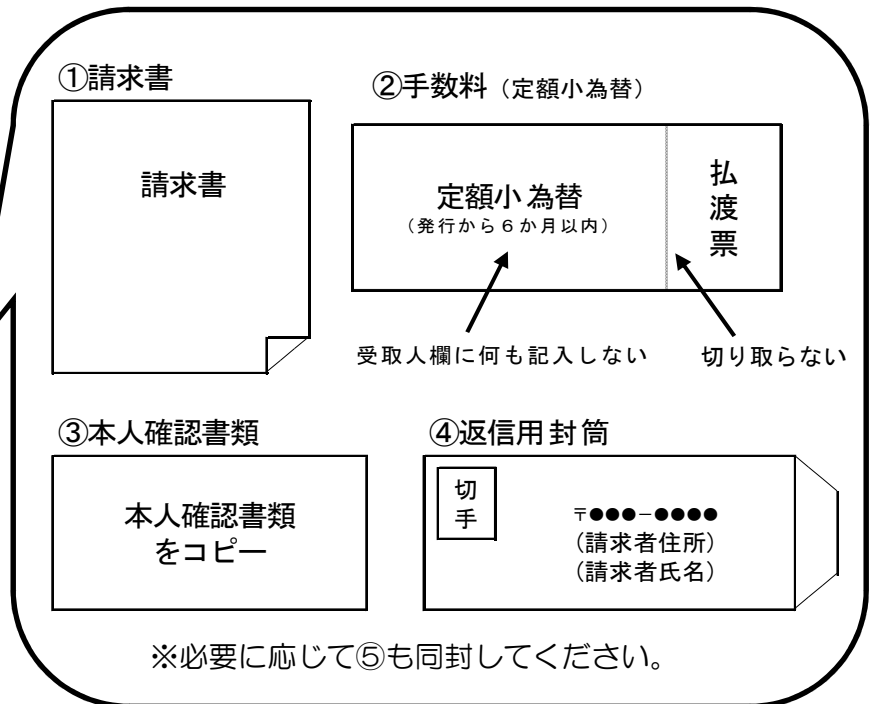 ①請求書
請求書
②手数料（定額小為替）
定額小為替
（発行から６か月以内）
払渡票
受取人欄に何も記入しない
切り取らない
③本人確認書類
本人確認書類
をコピー
④返信用封筒
切手
〒●●●－●●●●
（請求者住所）
（請求者氏名）
※必要に応じて⑤も同封してください。